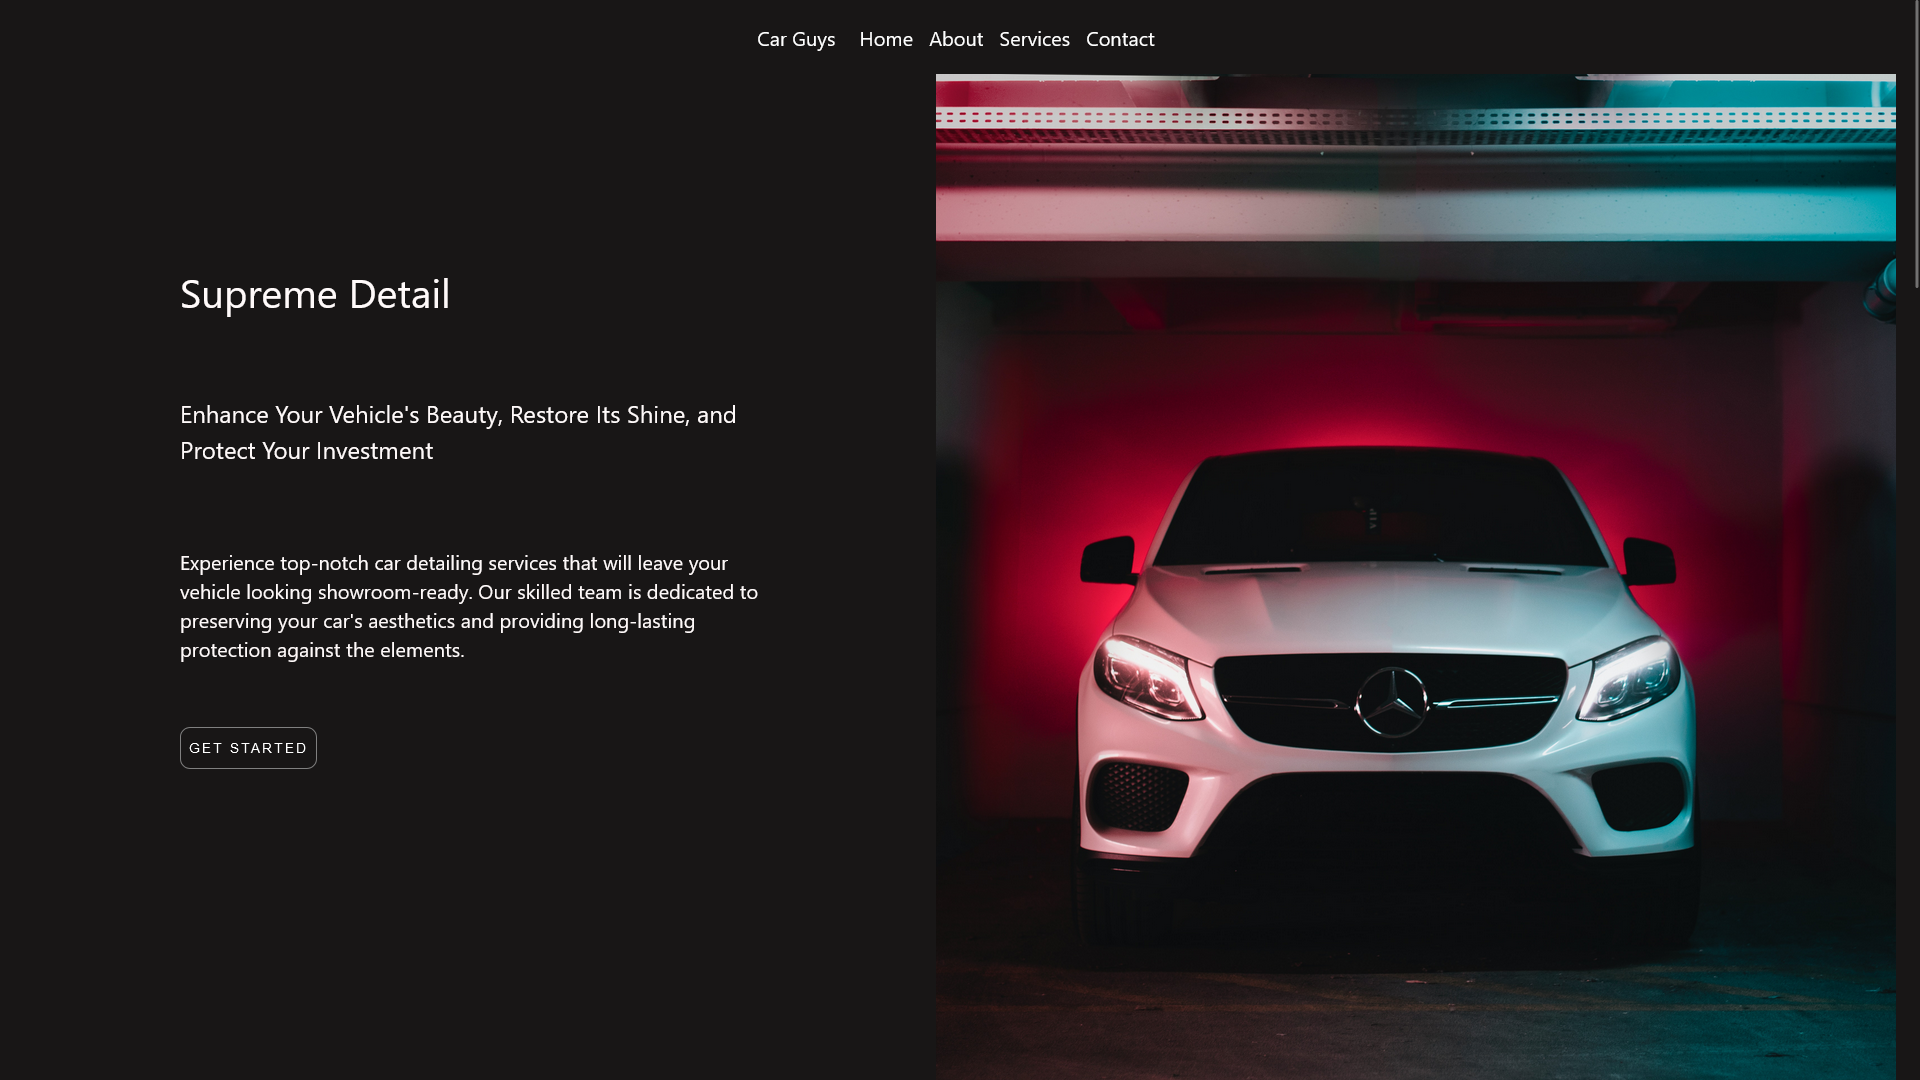 Car Guys Home About Services Contact
Supreme Detail
Enhance Your Vehicle's Beauty, Restore Its Shine, and
Protect Your Investment
Experience top-notch car detailing services that will leave your
vehicle looking showroom-ready. Our skilled team is dedicated to
preserving your car's aesthetics and providing long-lasting
protection against the elements.
GET STARTED
VIP